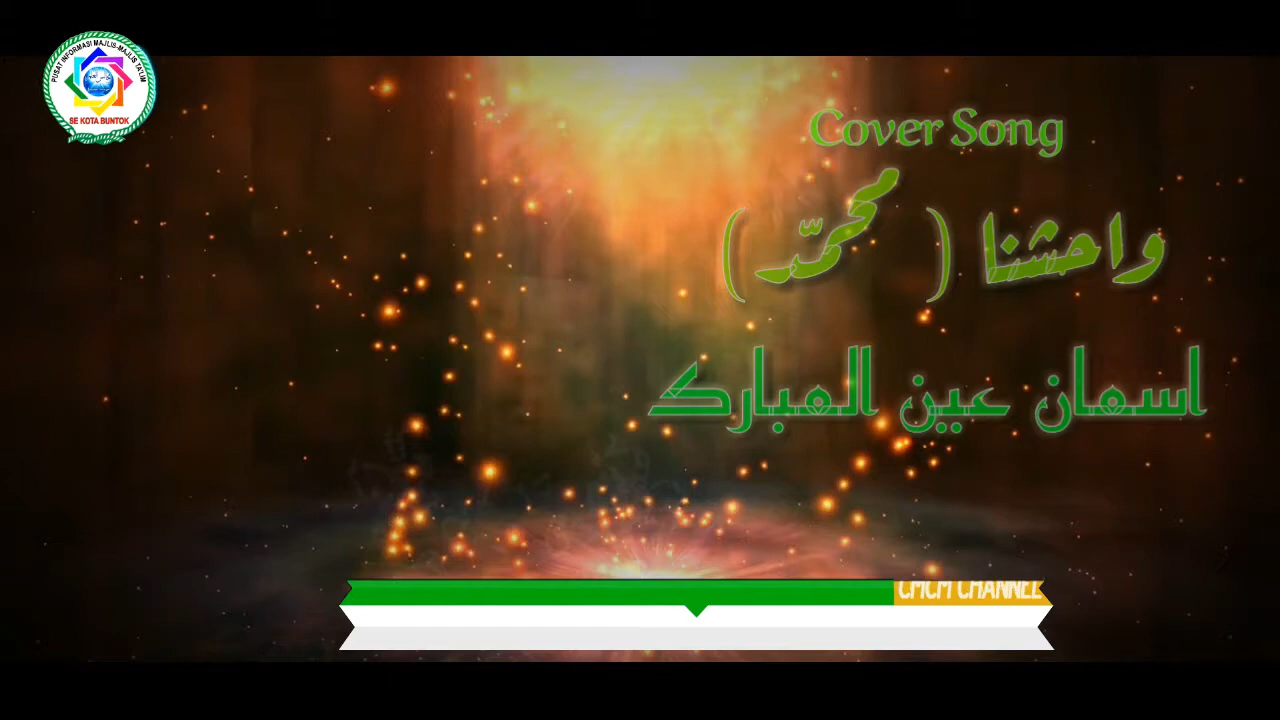 PUSAT INFORMASI MAJLIS-MAJLIS TA'LIM
SE KOTA BUNTOK
Cover Song
واحشنا ( محمّد )
اسمان عين المبارك
CMCM CHANNEL